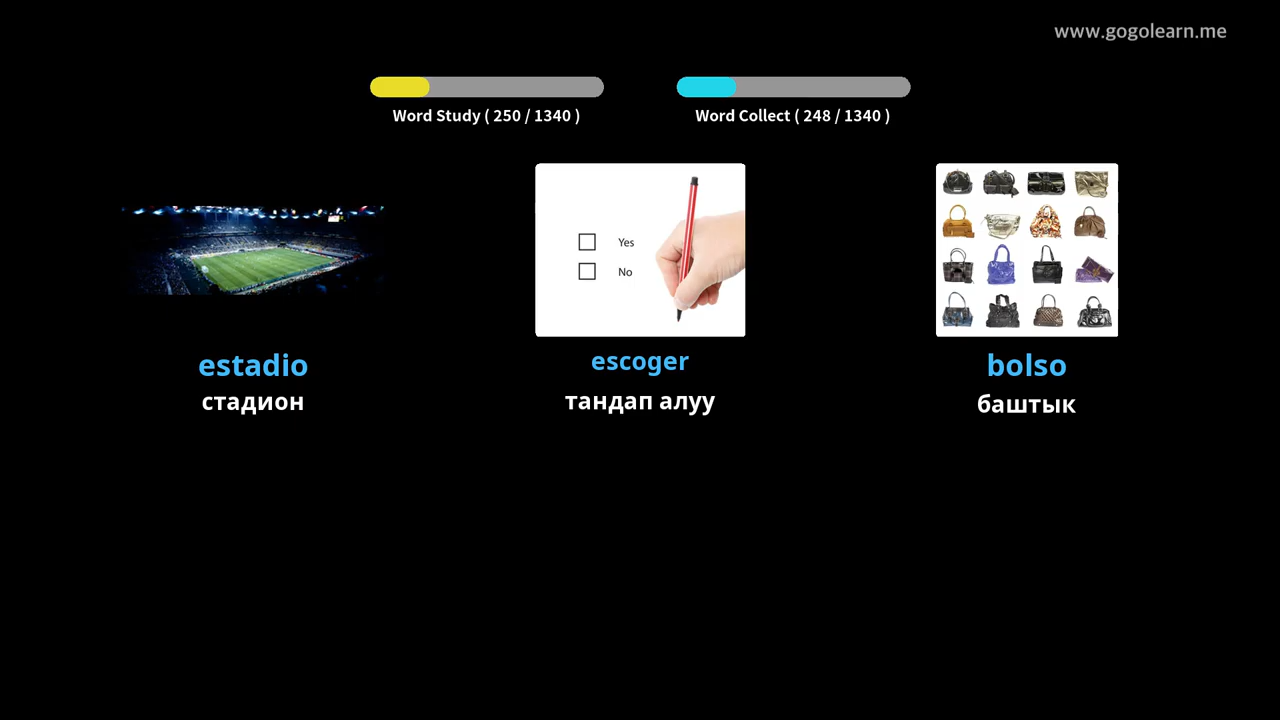 www.gogolearn.me
Word Study ( 250 / 1340 )
Word Collect ( 248 / 1340 )
Yes
No
estadio
стадион
escoger
тандап алуу
bolso
баштык